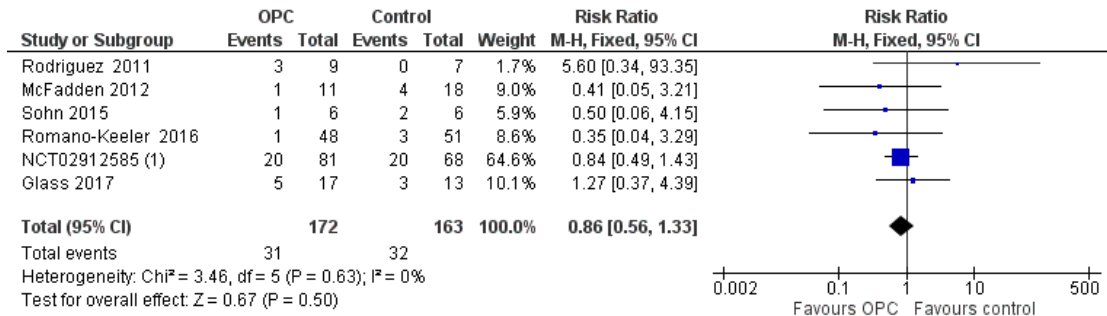 OPC Control Risk Ratio Risk Ratio
Study or Subgroup Events Total Events Total Weight M-H, Fixed, 95% CI M-H, Fixed, 95% CI
Rodriguez 2011 3 9 0 7 1.7% 5.60 [0.34, 93.35]
McFadden 2012 1 11 4 18 9.0% 0.41 [0.05, 3.21]
Sohn 2015 1 6 2 6 5.9% 0.50 [0.06, 4.15]
Romano-Keeler 2016 1 48 3 51 8.6% 0.35 [0.04, 3.29]
NCT02912585 (1) 20 81 20 68 64.6% 0.84 [0.49, 1.43]
Glass 2017 5 17 3 13 10.1% 1.27 [0.37, 4.39]
Total (95% CI) 172 163 100.0% 0.86 [0.56, 1.33]
Total events 31 32
Heterogeneity: Chi² = 3.46, df = 5 (P = 0.63); I² = 0%
Test for overall effect: Z = 0.67 (P = 0.50)
0.002 0.1 1 10 500
Favours OPC Favours control